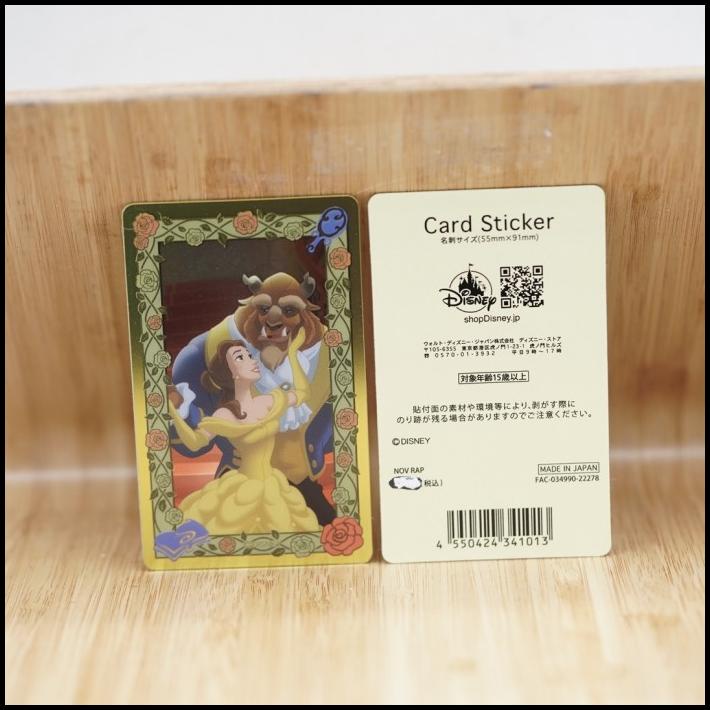 Card Sticker
名刺サイズ(55mm×91mm)
Disney
shopDisney.jp
ウォルト・ディズニー・ジャパン株式会社 ディズニー・ストア
〒105-6355 東京都港区虎ノ門1-23-1 虎ノ門ヒルズ
☎ 0570-01-3932 平日9時〜17時
対象年齢15歳以上
貼付面の素材や環境等により、剥がす際に
のり跡が残る場合がありますのでご注意ください。
©DISNEY
NOV RAP
MADE IN JAPAN
税込)
FAC-034990-22278
4 550424 341013